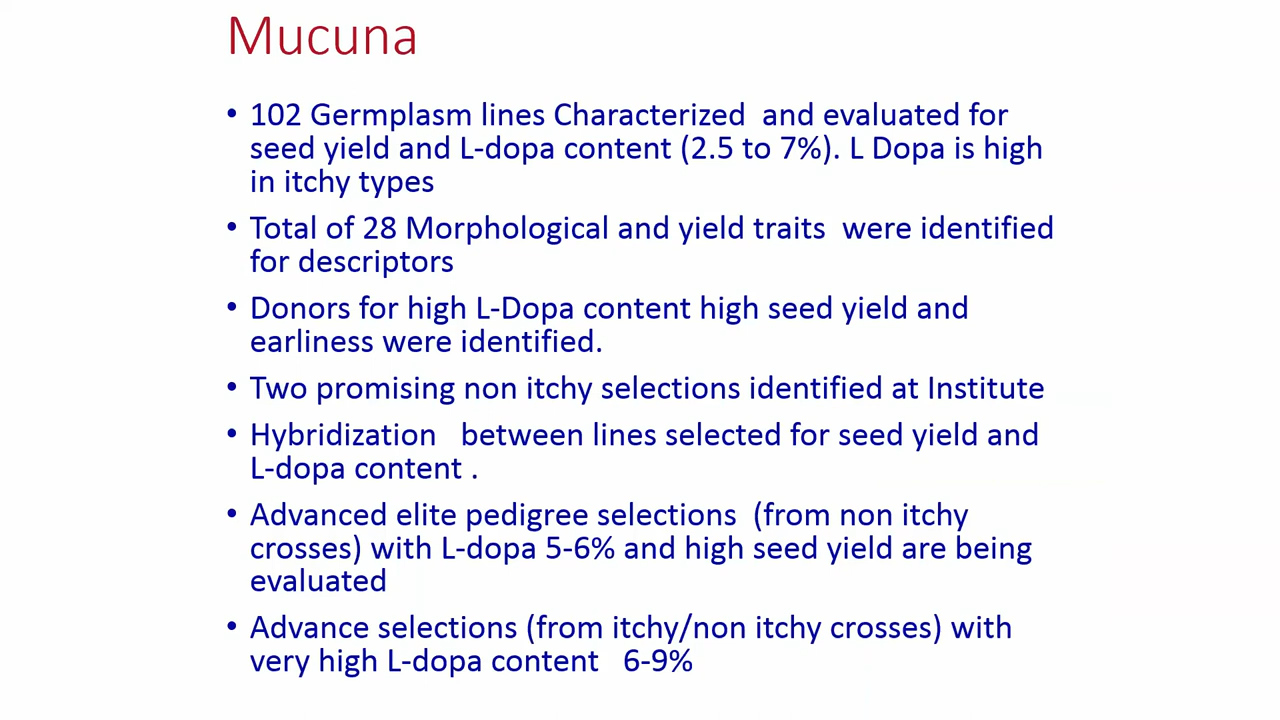 Mucuna
• 102 Germplasm lines Characterized  and evaluated for
seed yield and L-dopa content (2.5 to 7%). L Dopa is high
in itchy types
• Total of 28 Morphological and yield traits  were identified
for descriptors
• Donors for high L-Dopa content high seed yield and
earliness were identified.
• Two promising non itchy selections identified at Institute
• Hybridization   between lines selected for seed yield and
L-dopa content .
• Advanced elite pedigree selections  (from non itchy
crosses) with L-dopa 5-6% and high seed yield are being
evaluated
• Advance selections (from itchy/non itchy crosses) with
very high L-dopa content   6-9%